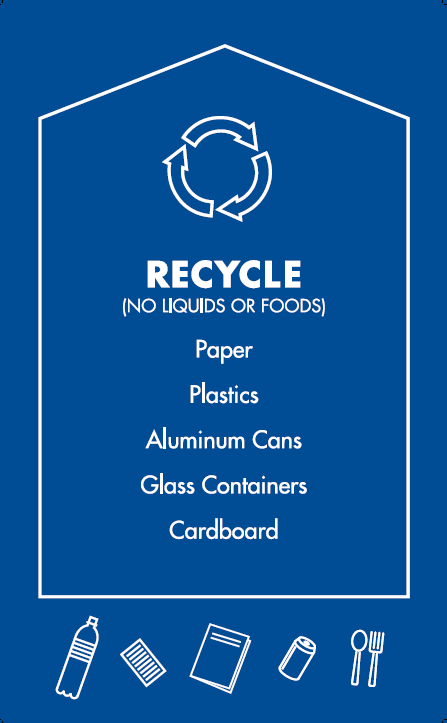 RECYCLE
(NO LIQUIDS OR FOODS)
Paper
Plastics
Aluminum Cans
Glass Containers
Cardboard